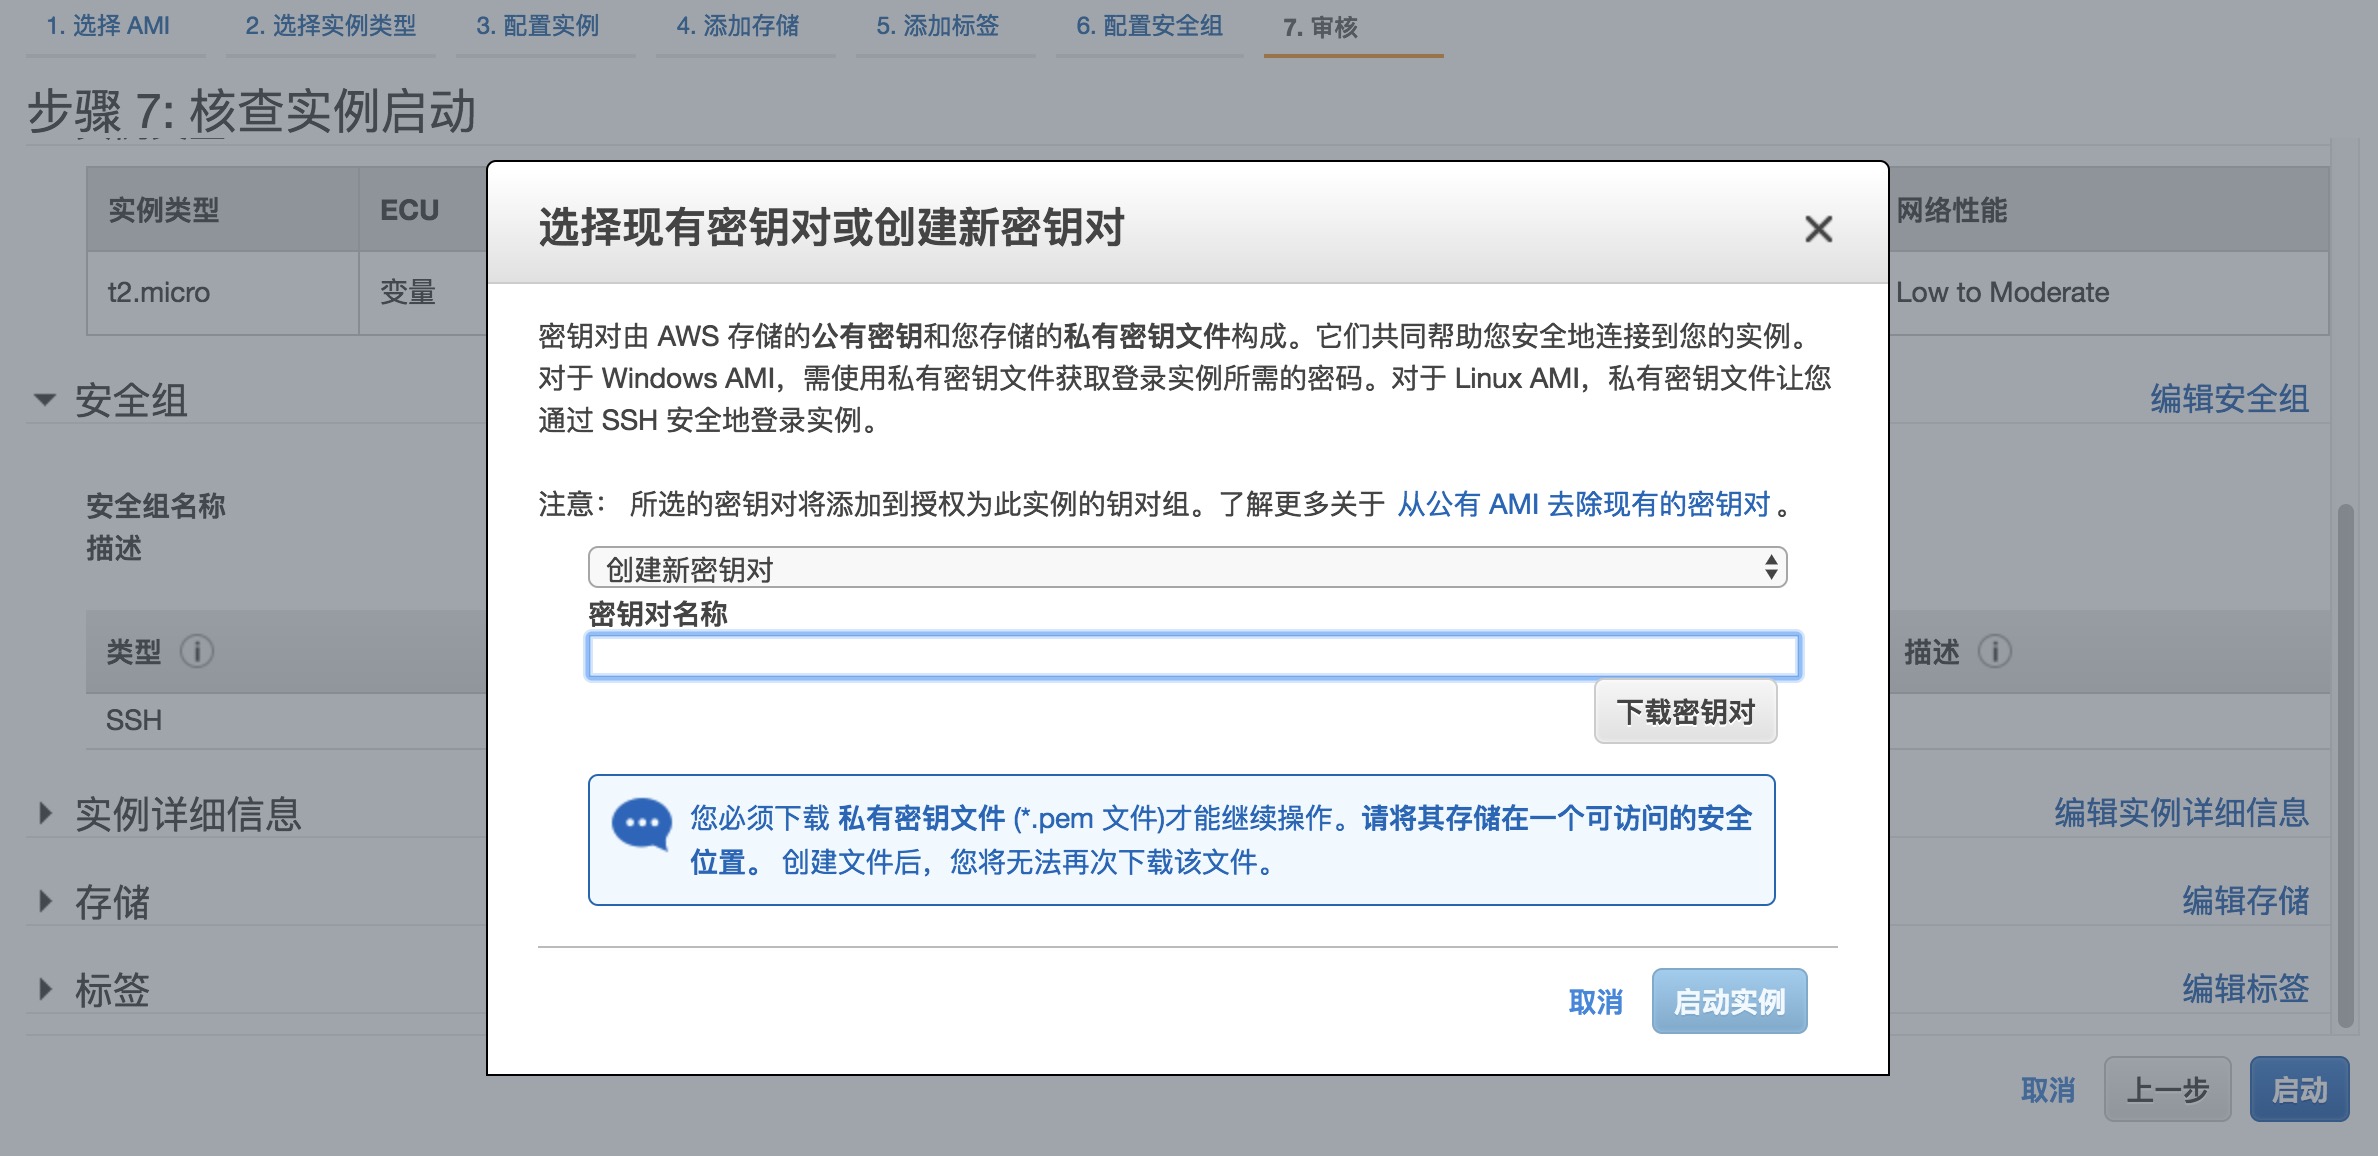 1. 选择 AMI
2. 选择实例类型
3. 配置实例
4. 添加存储
5. 添加标签
6. 配置安全组
7. 审核
步骤 7: 核查实例启动
实例类型
ECU
网络性能
t2.micro
变量
Low to Moderate
安全组
编辑安全组
安全组名称
描述
类型
描述
SSH
实例详细信息
编辑实例详细信息
存储
编辑存储
标签
编辑标签
取消
上一步
启动
选择现有密钥对或创建新密钥对
密钥对由 AWS 存储的公有密钥和您存储的私有密钥文件构成。它们共同帮助您安全地连接到您的实例。
对于 Windows AMI，需使用私有密钥文件获取登录实例所需的密码。对于 Linux AMI，私有密钥文件让您
通过 SSH 安全地登录实例。
注意： 所选的密钥对将添加到授权为此实例的钥对组。了解更多关于 从公有 AMI 去除现有的密钥对 。
创建新密钥对
密钥对名称
下载密钥对
您必须下载 私有密钥文件 (*.pem 文件)才能继续操作。请将其存储在一个可访问的安全
位置。 创建文件后，您将无法再次下载该文件。
取消
启动实例